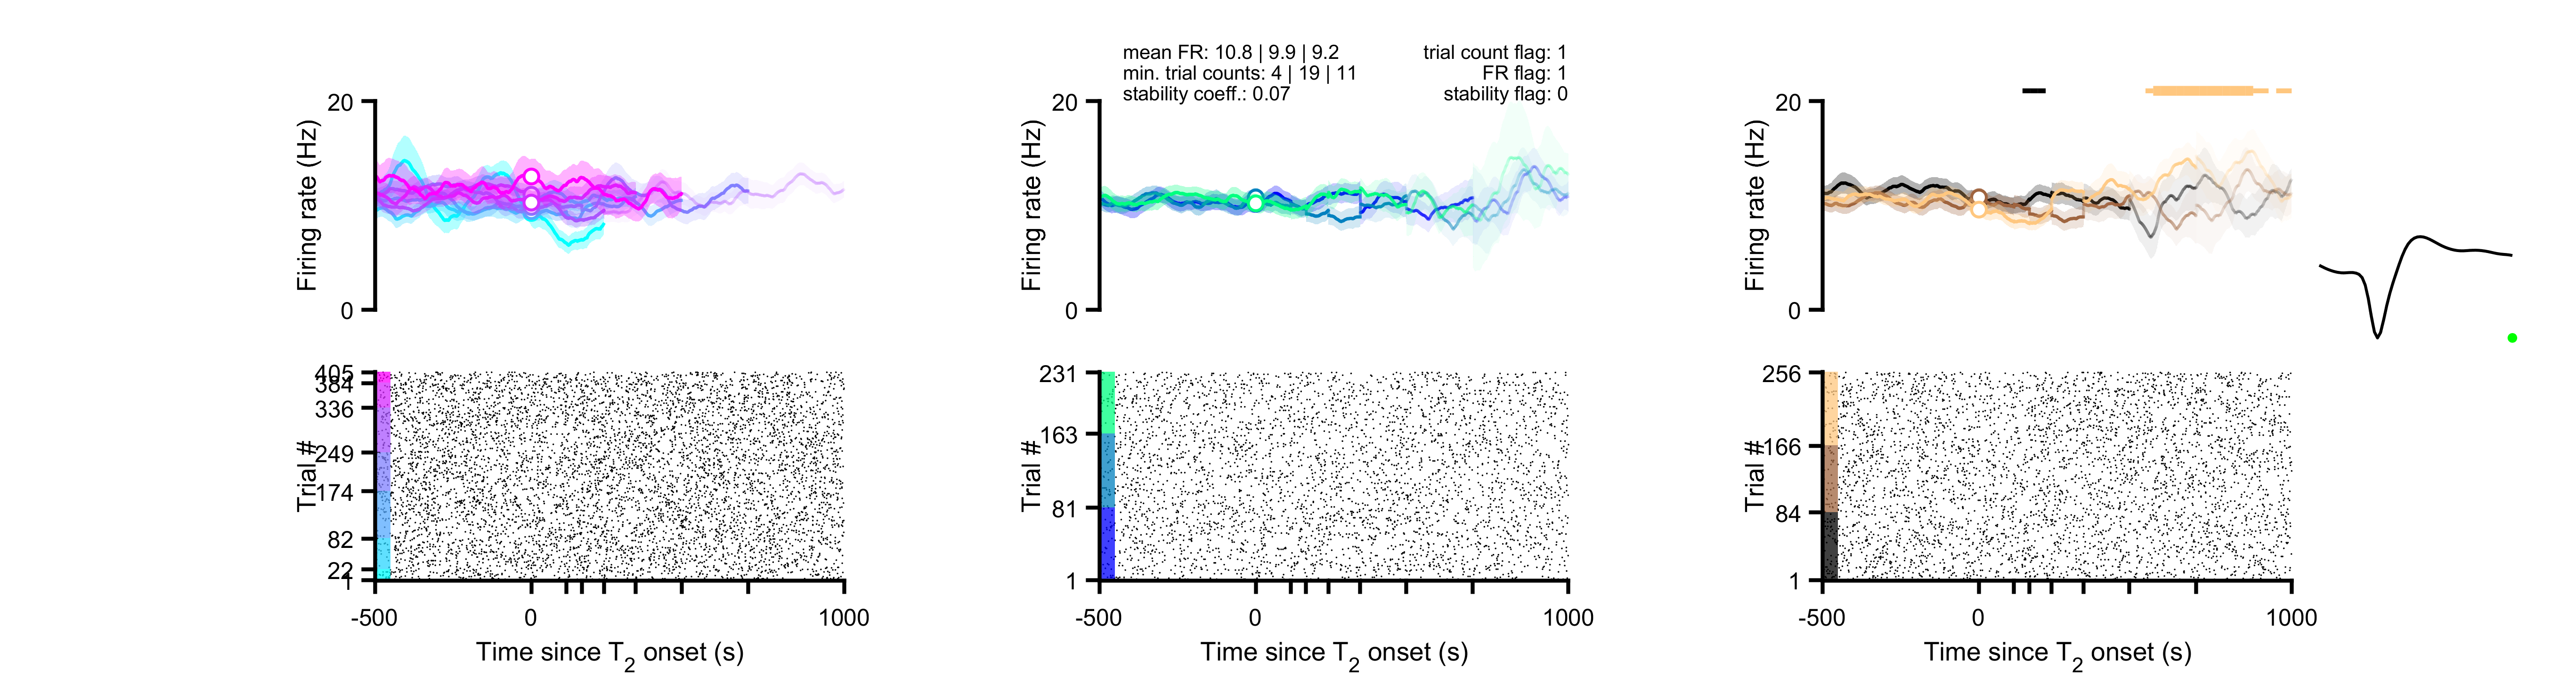 mean FR: 10.8 | 9.9 | 9.2
min. trial counts: 4 | 19 | 11
stability coeff.: 0.07
trial count flag: 1
FR flag: 1
stability flag: 0
Firing rate (Hz)
20
0
Firing rate (Hz)
20
0
Firing rate (Hz)
20
0
Trial #
405
384
336
249
174
82
22
1
-500
0
1000
Time since T2 onset (s)
Trial #
231
163
81
1
-500
0
1000
Time since T2 onset (s)
Trial #
256
166
84
1
-500
0
1000
Time since T2 onset (s)